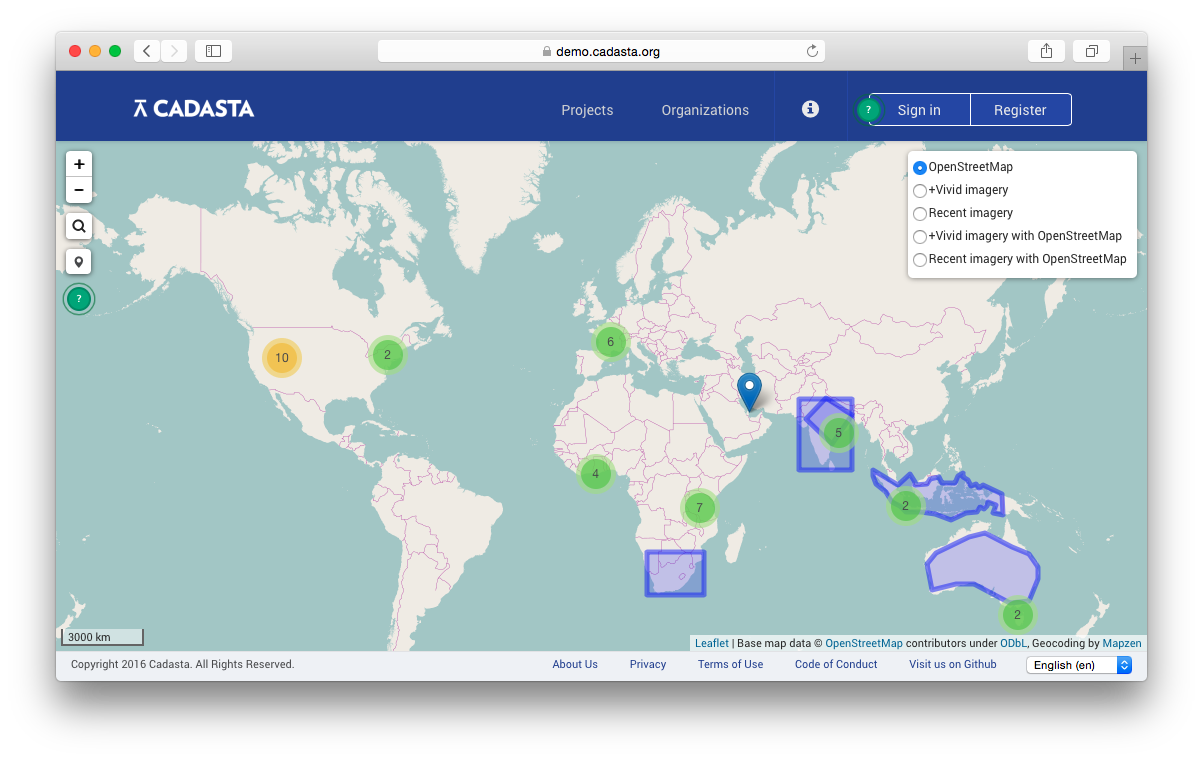 demo.cadasta.org
CADASTA
Projects
Organizations
?
Sign in
Register
+
−
?
OpenStreetMap
+Vivid imagery
Recent imagery
+Vivid imagery with OpenStreetMap
Recent imagery with OpenStreetMap
10
2
6
5
4
7
2
2
3000 km
Leaflet | Base map data © OpenStreetMap contributors under ODbL, Geocoding by Mapzen
Copyright 2016 Cadasta. All Rights Reserved.
About Us
Privacy
Terms of Use
Code of Conduct
Visit us on Github
English (en)